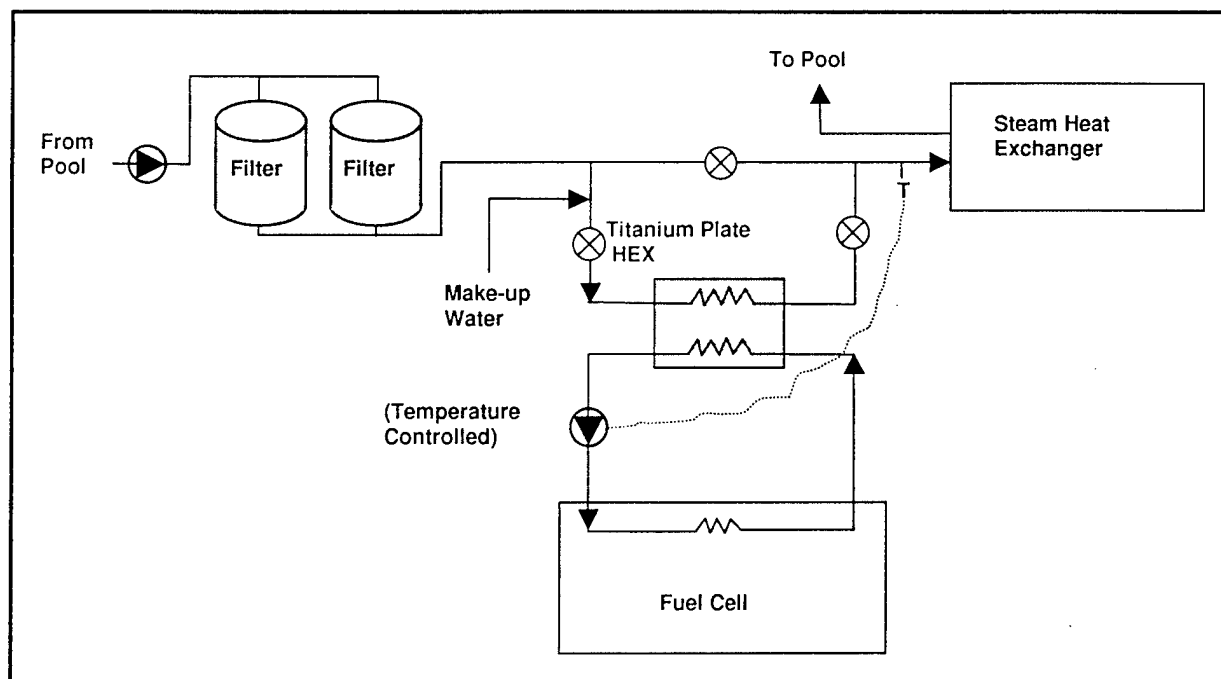 To Pool
Steam Heat
Exchanger
From
Pool
Filter
Filter
T
Titanium Plate
HEX
Make-up
Water
(Temperature
Controlled)
Fuel Cell